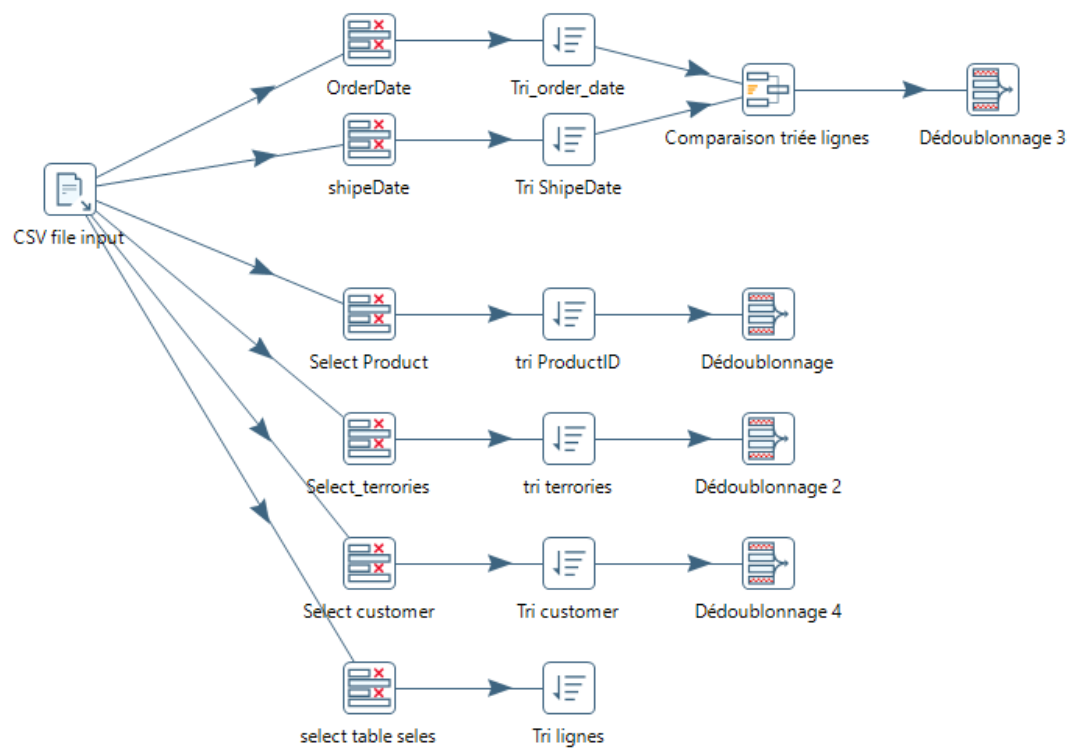 OrderDate
Tri_order_date
Comparaison triée lignes
Dédoublonnage 3
shipeDate
Tri ShipeDate
CSV file input
Select Product
tri ProductID
Dédoublonnage
Select_terrories
tri terrories
Dédoublonnage 2
Select customer
Tri customer
Dédoublonnage 4
select table seles
Tri lignes